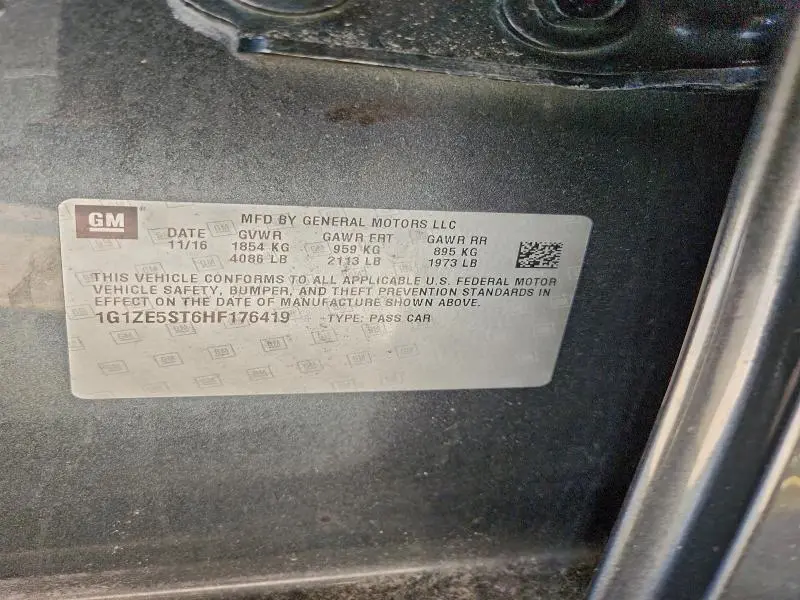 GM
MFD BY GENERAL MOTORS LLC
DATE GVWR GAWR FRT GAWR RR
11/16 1854 KG 959 KG 895 KG
4086 LB 2113 LB 1973 LB
THIS VEHICLE CONFORMS TO ALL APPLICABLE U.S. FEDERAL MOTOR
VEHICLE SAFETY, BUMPER, AND THEFT PREVENTION STANDARDS IN
EFFECT ON THE DATE OF MANUFACTURE SHOWN ABOVE.
1G1ZE5ST6HF176419 TYPE: PASS CAR